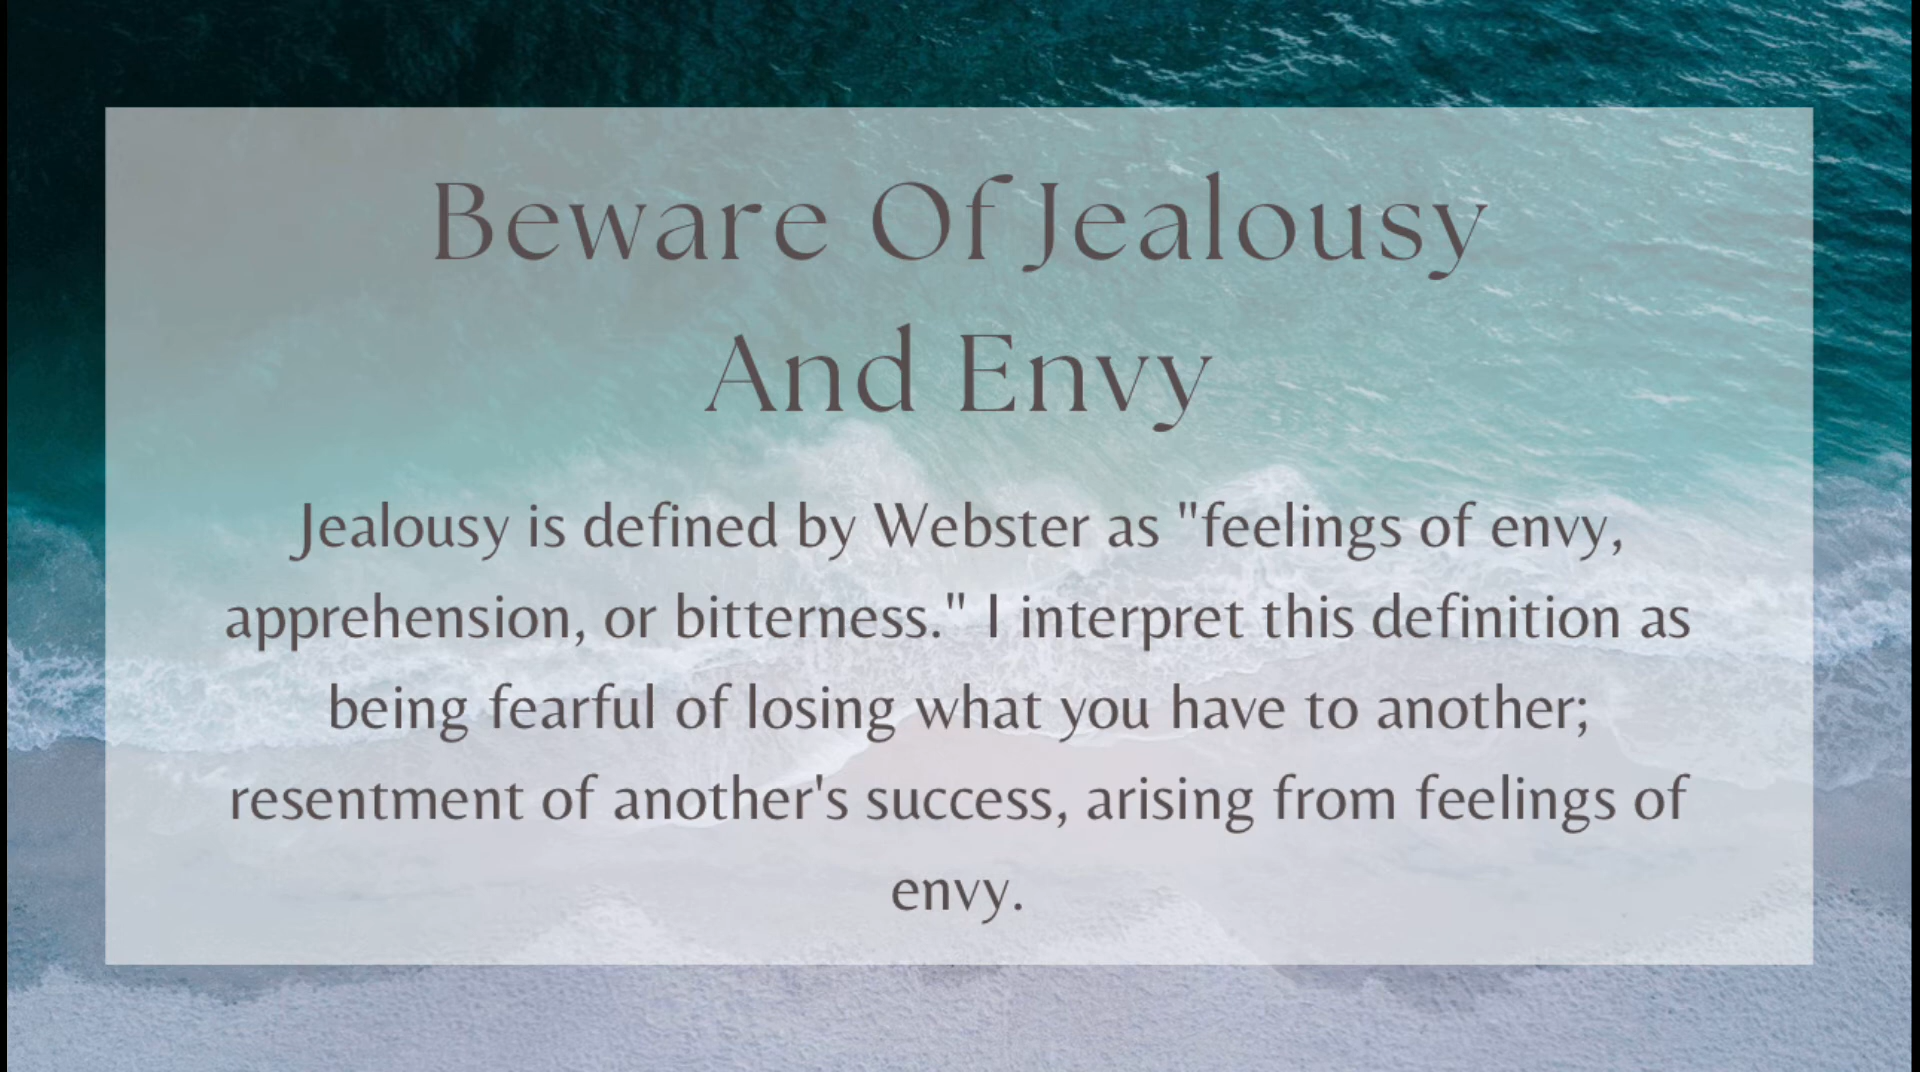 Beware Of Jealousy
And Envy
Jealousy is defined by Webster as "feelings of envy,
apprehension, or bitterness." I interpret this definition as
being fearful of losing what you have to another;
resentment of another's success, arising from feelings of
envy.